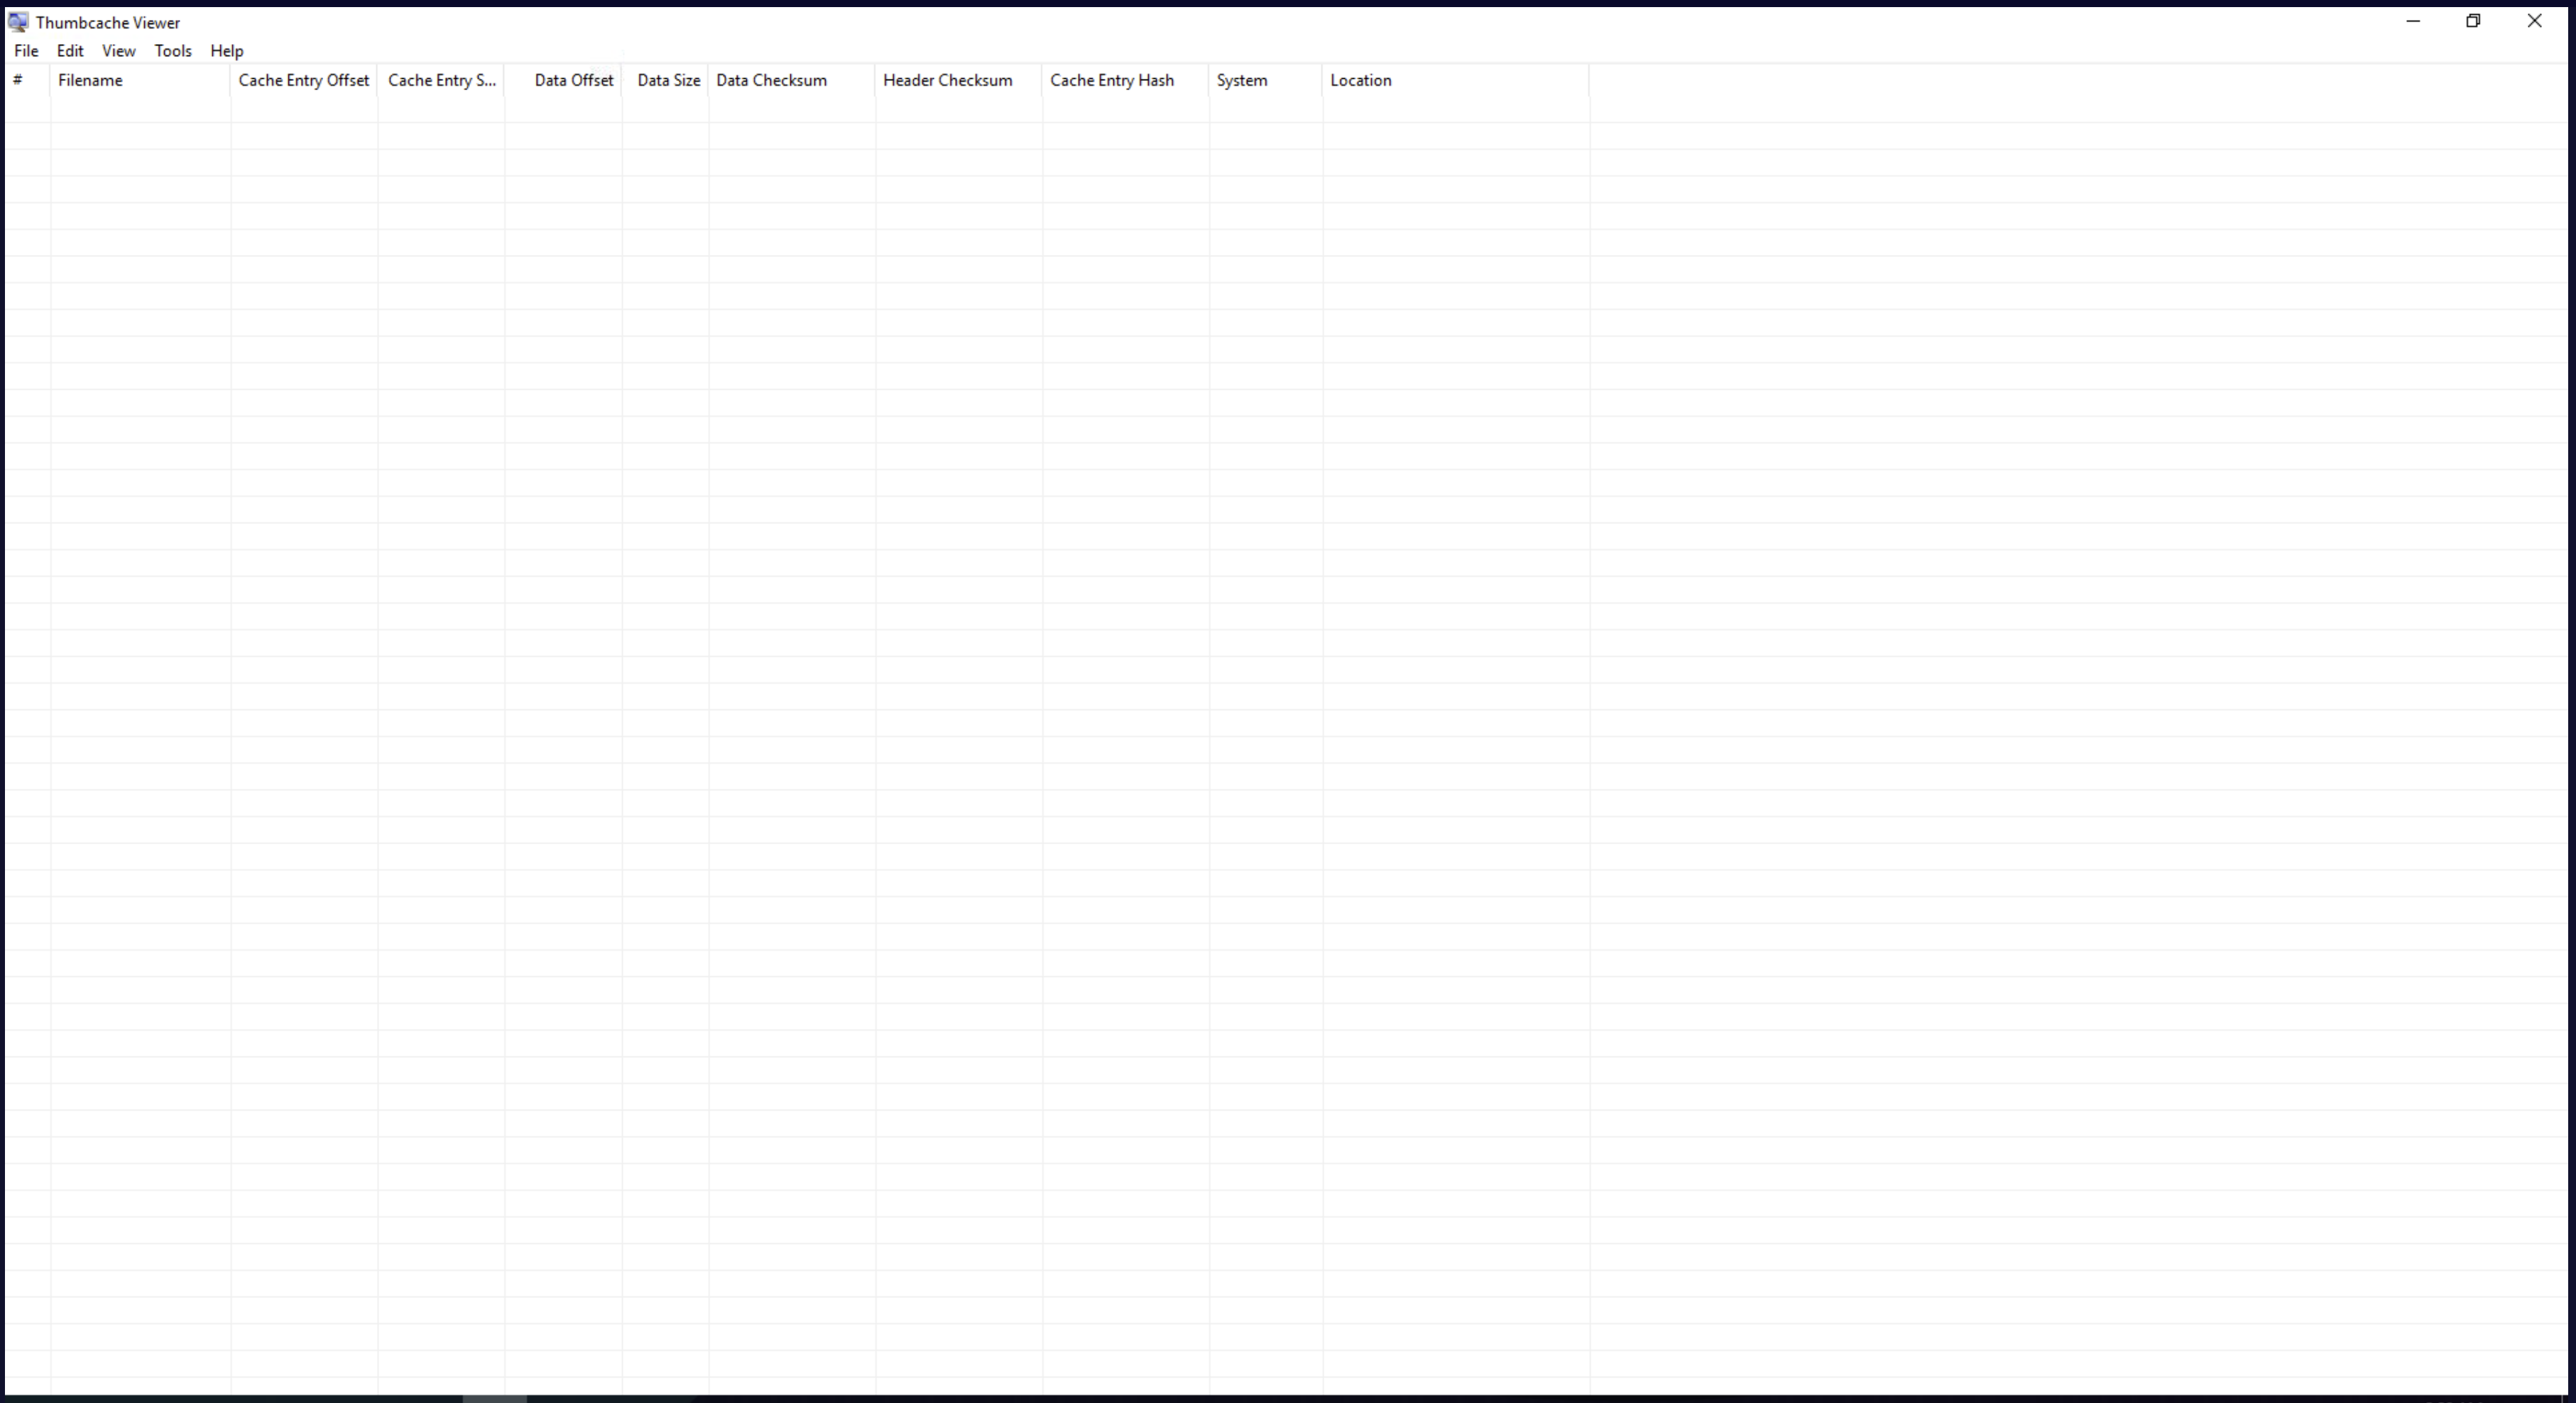 Thumbcache Viewer
File Edit View Tools Help
# Filename Cache Entry Offset Cache Entry S... Data Offset Data Size Data Checksum Header Checksum Cache Entry Hash System Location